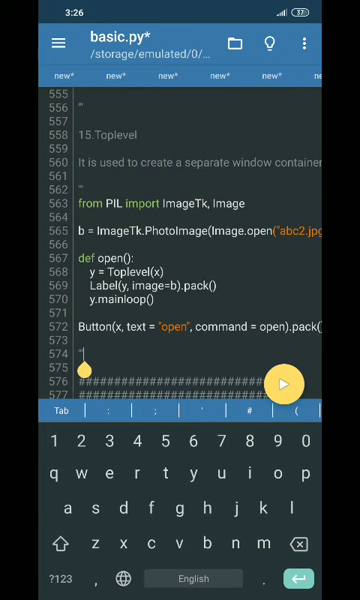 3:26
37
basic.py*
/storage/emulated/0/...
new* new* new* new* new*
555
556 '''
557
558 15.Toplevel
559
560 It is used to create a separate window container
561
562 '''
563 from PIL import ImageTk, Image
564
565 b = ImageTk.PhotoImage(Image.open("abc2.jpg
566
567 def open():
568 y = Toplevel(x)
569 Label(y, image=b).pack()
570 y.mainloop()
571
572 Button(x, text = "open", command = open).pack(
573
574 '''
575
576 ##########################
577 ##########################
Tab : ; ' # (
1 2 3 4 5 6 7 8 9 0
q w e r t y u i o p
a s d f g h j k l
z x c v b n m
?123 , English .